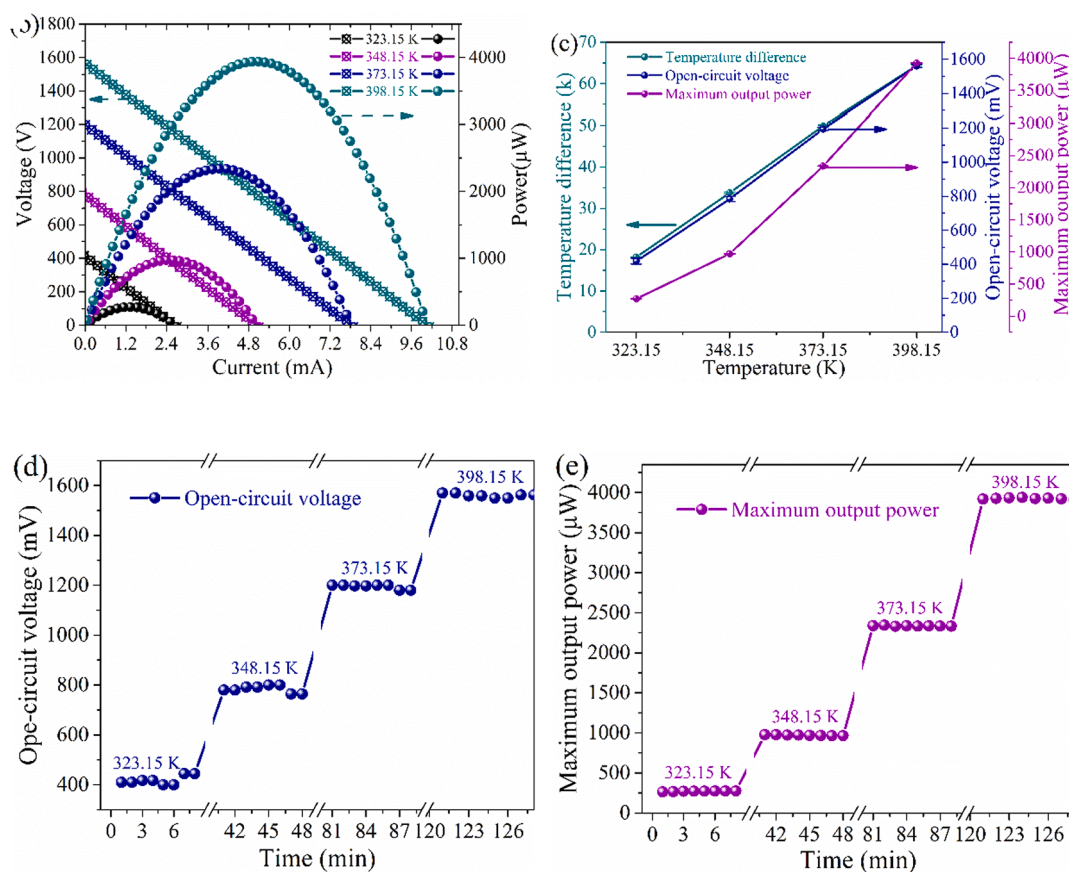 1800
1600
1400
1200
1000
800
600
400
200
0
Voltage (V)
323.15 K
348.15 K
373.15 K
398.15 K
4000
3000
2000
1000
0
Power(μW)
0.0 1.2 2.4 3.6 4.8 6.0 7.2 8.4 9.6 10.8
Current (mA)
(c)
70
60
50
40
30
20
10
0
Temperature difference (k)
Temperature difference
Open-circuit voltage
Maximum output power
1600
1400
1200
1000
800
600
400
200
0
Open-circuit voltage (mV)
4000
3500
3000
2500
2000
1500
1000
500
0
Maximum ooutput power (μW)
323.15 348.15 373.15 398.15
Temperature (K)
(d)
1600
1400
1200
1000
800
600
400
Ope-circuit voltage (mV)
Open-circuit voltage
323.15 K
348.15 K
373.15 K
398.15 K
0 3 6 42 45 48 81 84 87 120 123 126
Time (min)
(e)
4000
3500
3000
2500
2000
1500
1000
500
0
Maximum output power (μW)
Maximum output power
323.15 K
348.15 K
373.15 K
398.15 K
0 3 6 42 45 48 81 84 87 120 123 126
Time (min)